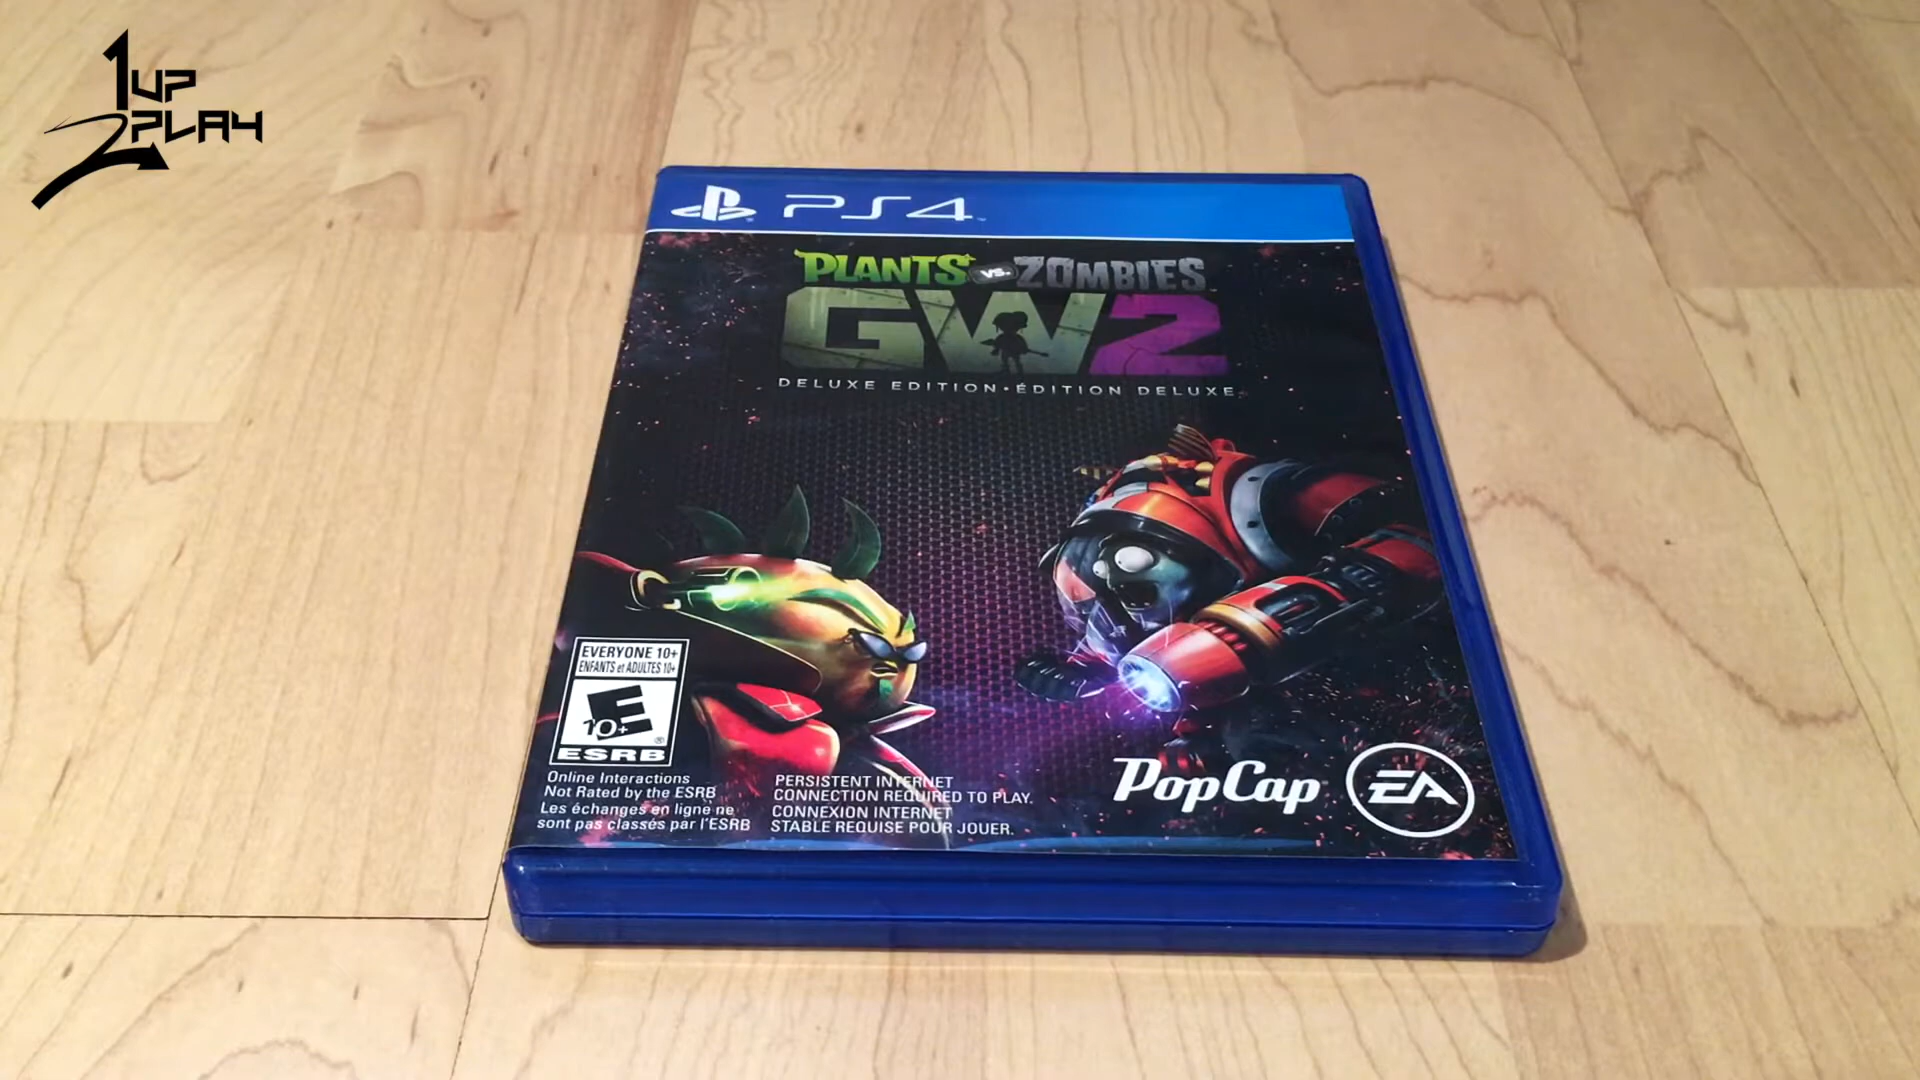 1UP
2PLAY
PS4
PLANTS VS. ZOMBIES
GW2
DELUXE EDITION • ÉDITION DELUXE
EVERYONE 10+
ENFANTS et ADULTES 10+
E
10+
ESRB
Online Interactions
Not Rated by the ESRB
Les échanges en ligne ne
sont pas classés par l'ESRB
PERSISTENT INTERNET
CONNECTION REQUIRED TO PLAY.
CONNEXION INTERNET
STABLE REQUISE POUR JOUER.
PopCap
EA